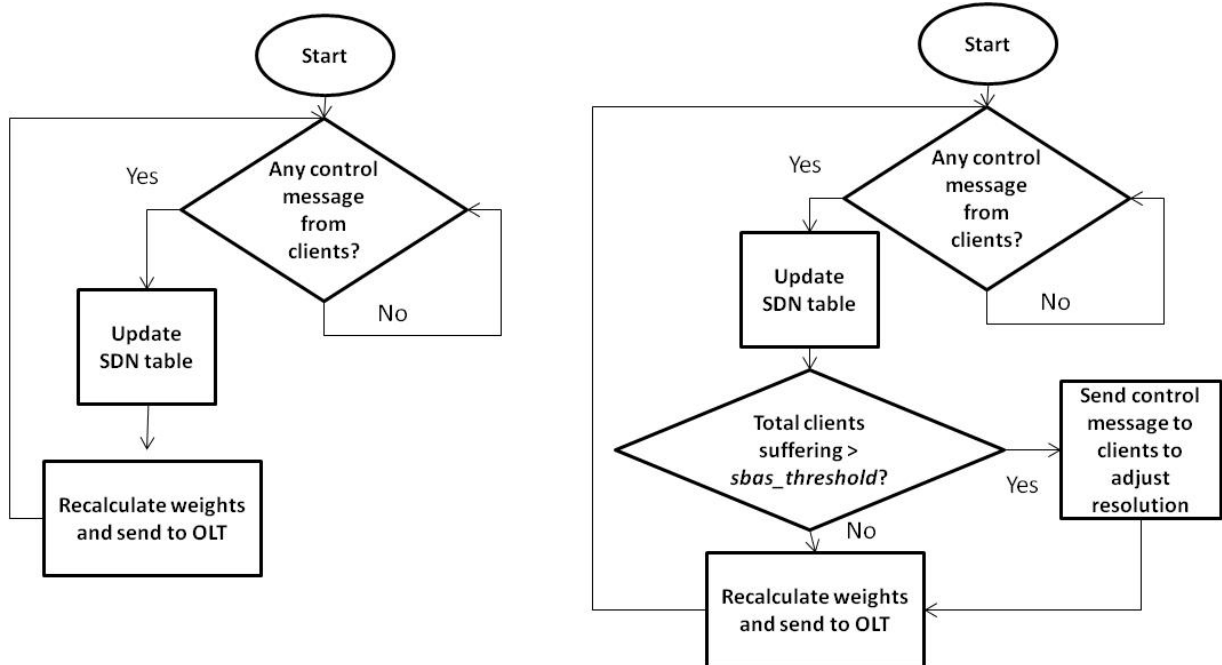 Start
Any control
message
from
clients?
Yes
No
Update
SDN table
Recalculate weights
and send to OLT
Start
Any control
message
from
clients?
Yes
No
Update
SDN table
Total clients
suffering >
sbas_threshold?
Yes
No
Send control
message to
clients to
adjust
resolution
Recalculate weights
and send to OLT